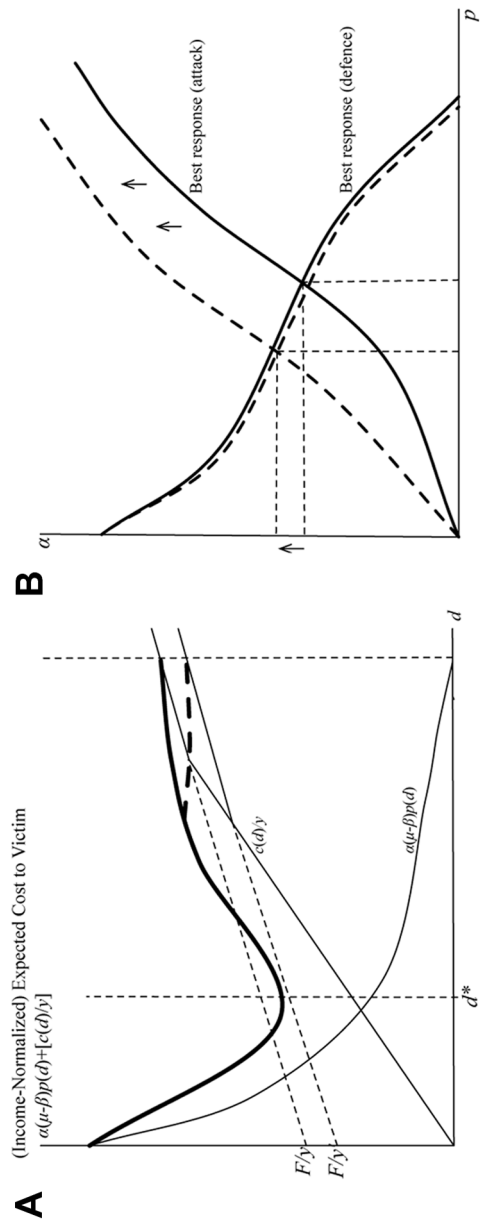 A
(Income-Normalized) Expected Cost to Victim
α(μ-β)p(d)+[c(d)/y]
F/y
F/y
c(d)/y
α(μ-β)p(d)
d*
d
B
α
Best response (attack)
Best response (defence)
p